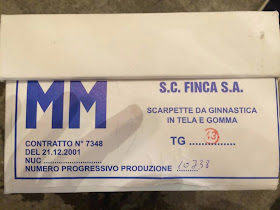 MM
S.C. FINCA S.A.
SCARPETTE DA GINNASTICA
IN TELA E GOMMA
TG ..............
CONTRATTO N° 7348
DEL 21.12.2001
NUC ........................
NUMERO PROGRESSIVO PRODUZIONE 10738